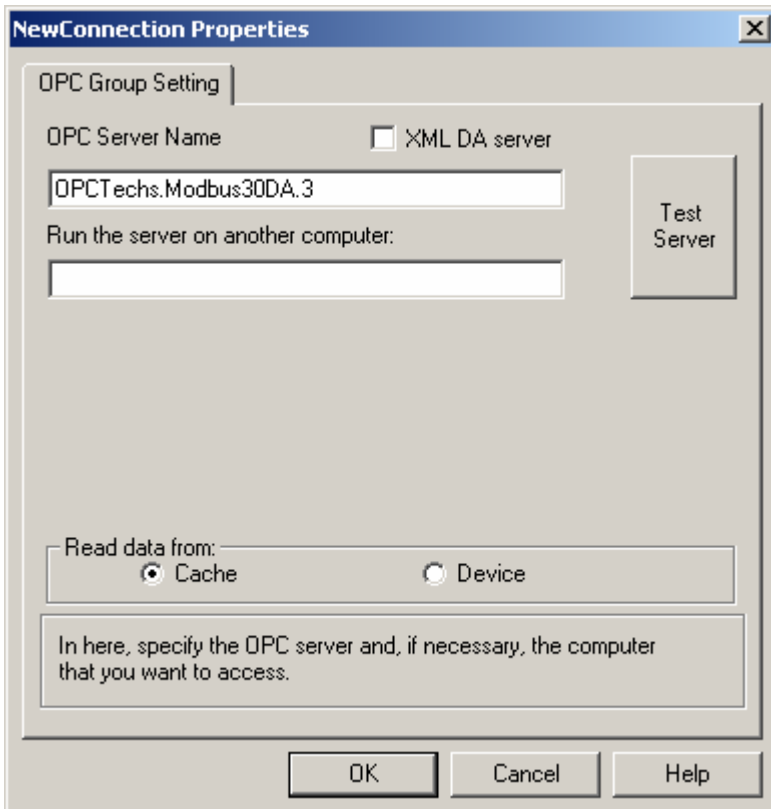 NewConnection Properties
OPC Group Setting
OPC Server Name
XML DA server
OPCTechs.Modbus30DA.3
Test
Server
Run the server on another computer:
Read data from:
Cache
Device
In here, specify the OPC server and, if necessary, the computer
that you want to access.
OK
Cancel
Help